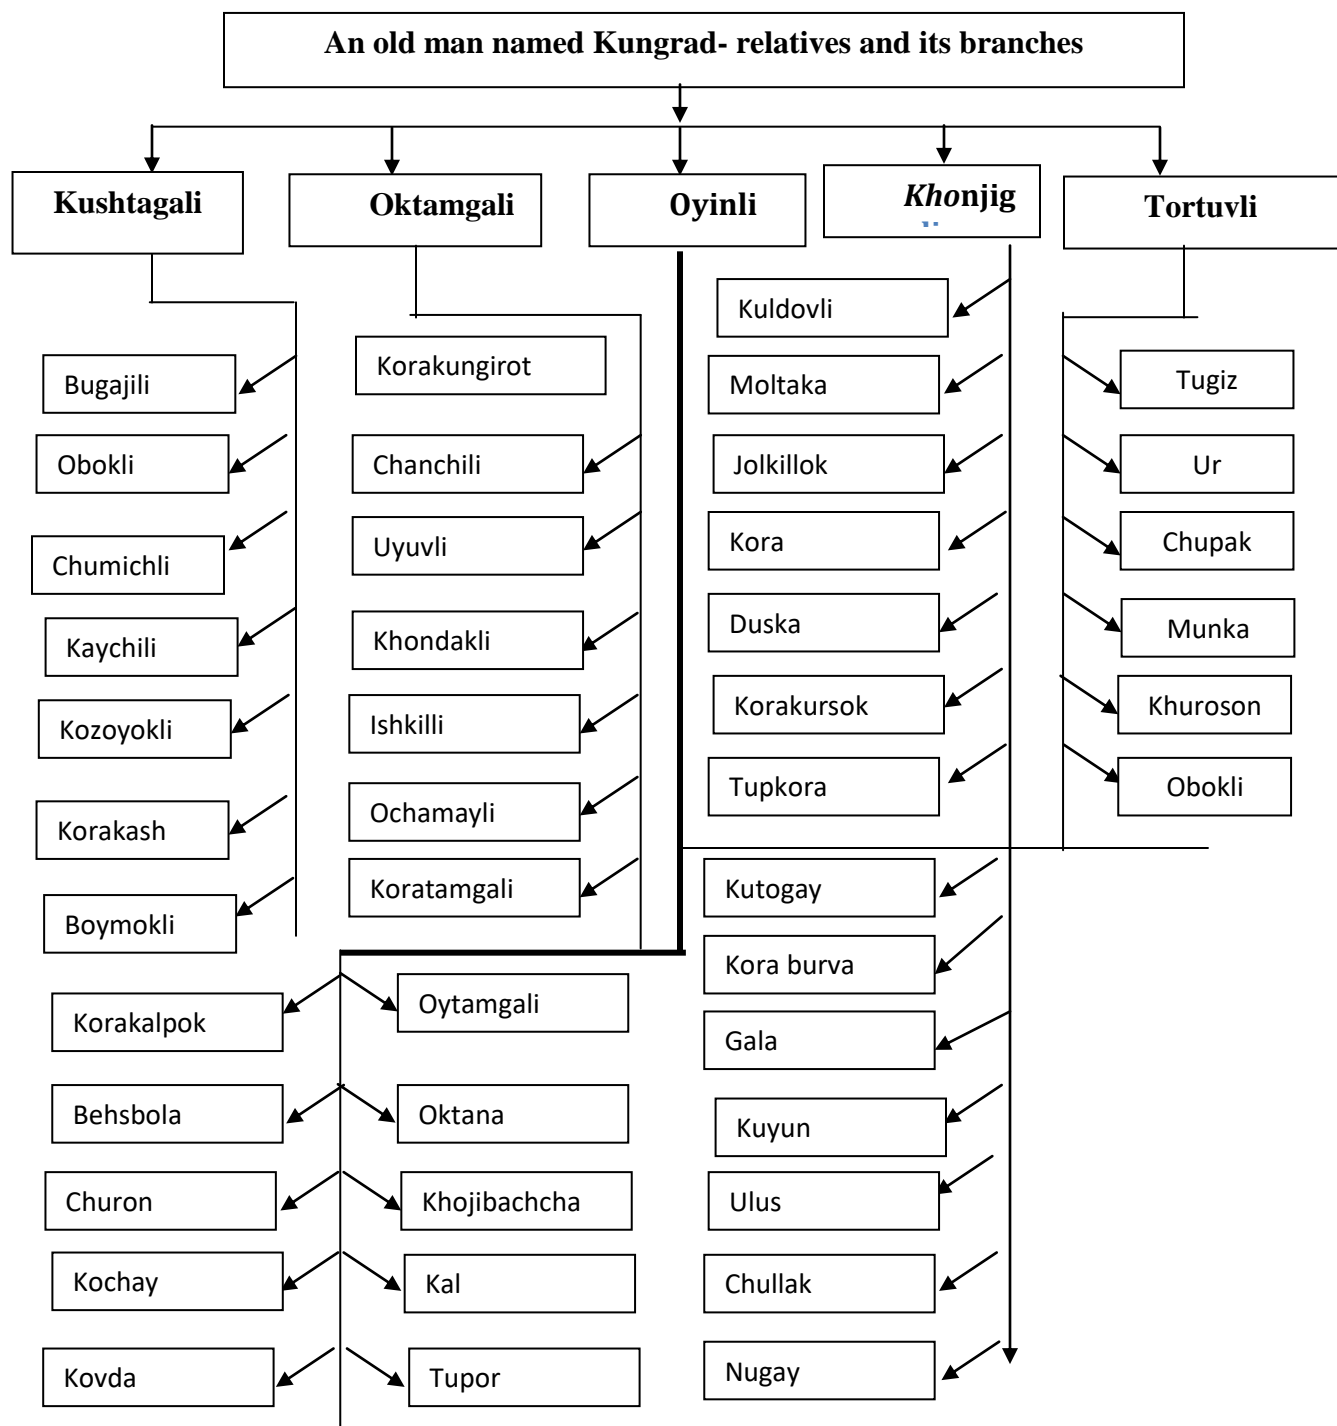 An old man named Kungrad- relatives and its branches
Kushtagali
Oktamgali
Oyinli
Khonjig
Tortuvli
Bugajili
Obokli
Chumichli
Kaychili
Kozoyokli
Korakash
Boymokli
Korakungirot
Chanchili
Uyuvli
Khondakli
Ishkilli
Ochamayli
Koratamgali
Korakalpok
Behsbola
Churon
Kochay
Kovda
Oytamgali
Oktana
Khojibachcha
Kal
Tupor
Kuldovli
Moltaka
Jolkillok
Kora
Duska
Korakursok
Tupkora
Kutogay
Kora burva
Gala
Kuyun
Ulus
Chullak
Nugay
Tugiz
Ur
Chupak
Munka
Khuroson
Obokli